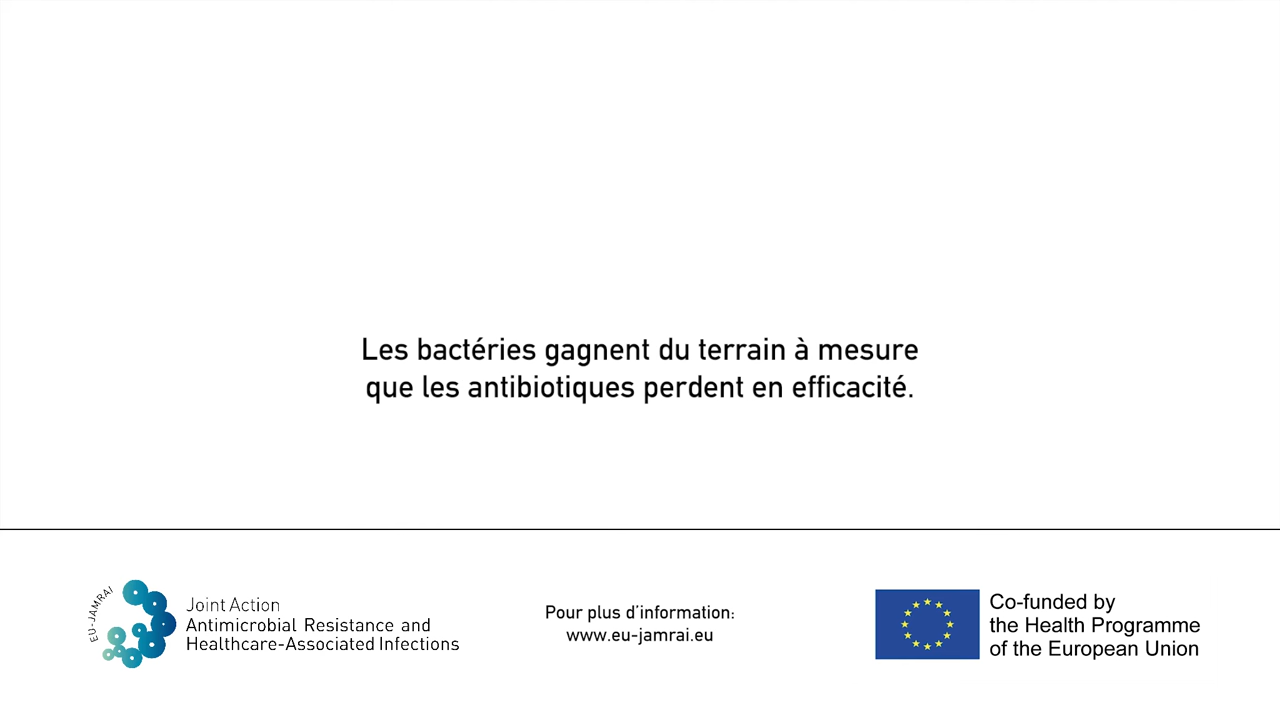 Les bactéries gagnent du terrain à mesure
que les antibiotiques perdent en efficacité.
EU-JAMRAI
Joint Action
Antimicrobial Resistance and
Healthcare-Associated Infections
Pour plus d'information:
www.eu-jamrai.eu
Co-funded by
the Health Programme
of the European Union